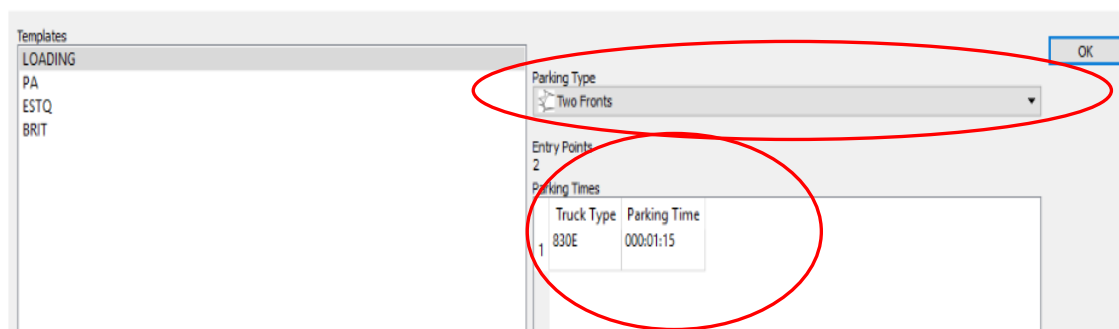 Templates
LOADING
PA
ESTQ
BRIT
OK
Parking Type
Two Fronts
Entry Points
2
Parking Times
Truck Type Parking Time
1 830E 000:01:15